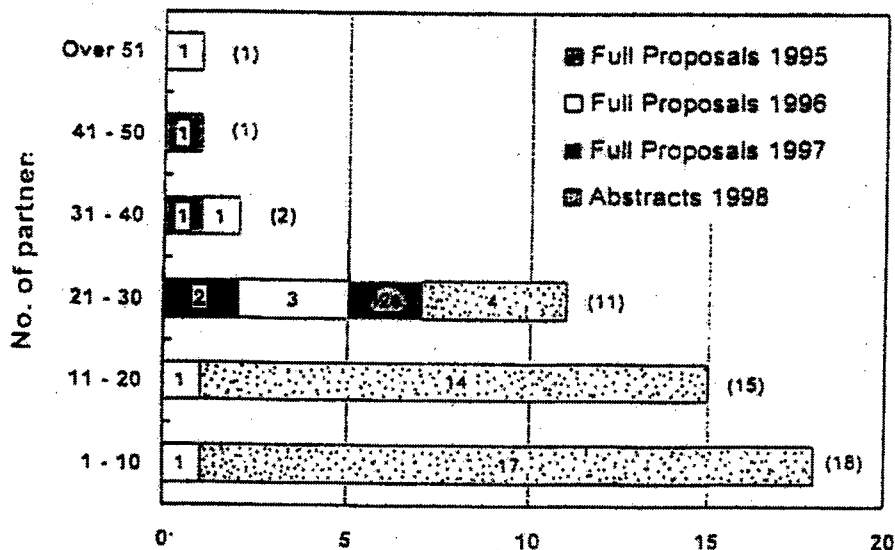 Over 51 1 (1)
41 - 50 1 (1)
31 - 40 1 1 (2)
21 - 30 2 3 2 4 (11)
11 - 20 1 14 (15)
1 - 10 1 17 (18)
0 5 10 15 20
No. of partner:
Full Proposals 1995
Full Proposals 1996
Full Proposals 1997
Abstracts 1998